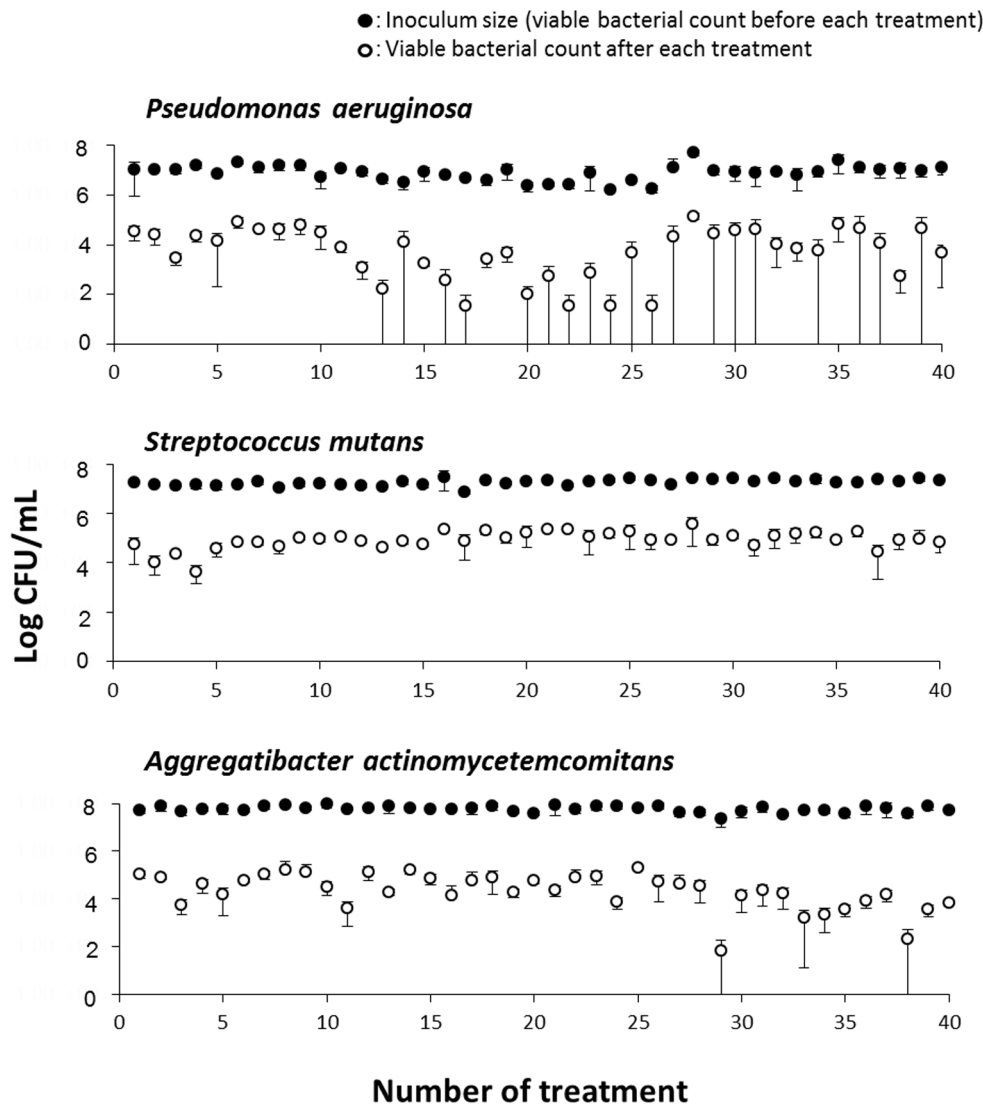 ●: Inoculum size (viable bacterial count before each treatment)
○: Viable bacterial count after each treatment
Pseudomonas aeruginosa
8
6
4
2
0
0 5 10 15 20 25 30 35 40
Streptococcus mutans
8
6
4
2
0
0 5 10 15 20 25 30 35 40
Log CFU/mL
Aggregatibacter actinomycetemcomitans
8
6
4
2
0
0 5 10 15 20 25 30 35 40
Number of treatment